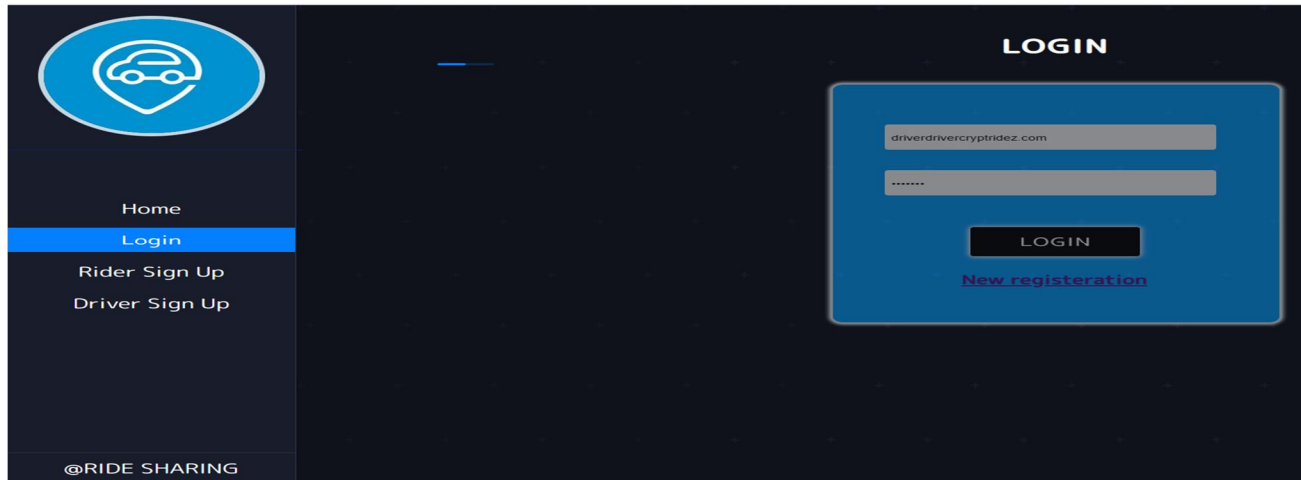 LOGIN
driverdrivercryptridez.com
.......
LOGIN
New registeration
Home
Login
Rider Sign Up
Driver Sign Up
@RIDE SHARING